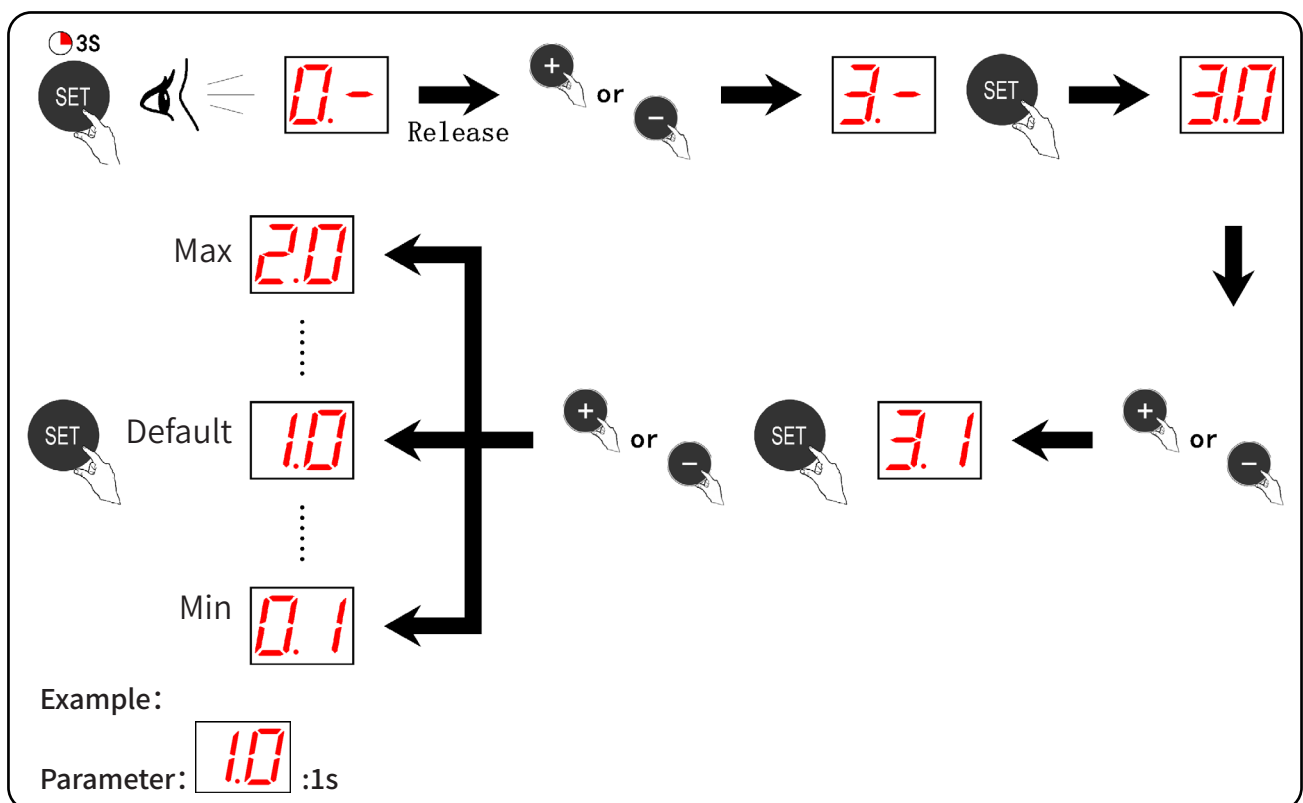 3S
SET
0.-
Release
+
or
-
3.-
SET
3.0
Max 2.0
SET
Default 1.0
+
or
-
SET
3.1
+
or
-
Min 0.1
Example:
Parameter: 1.0 :1s